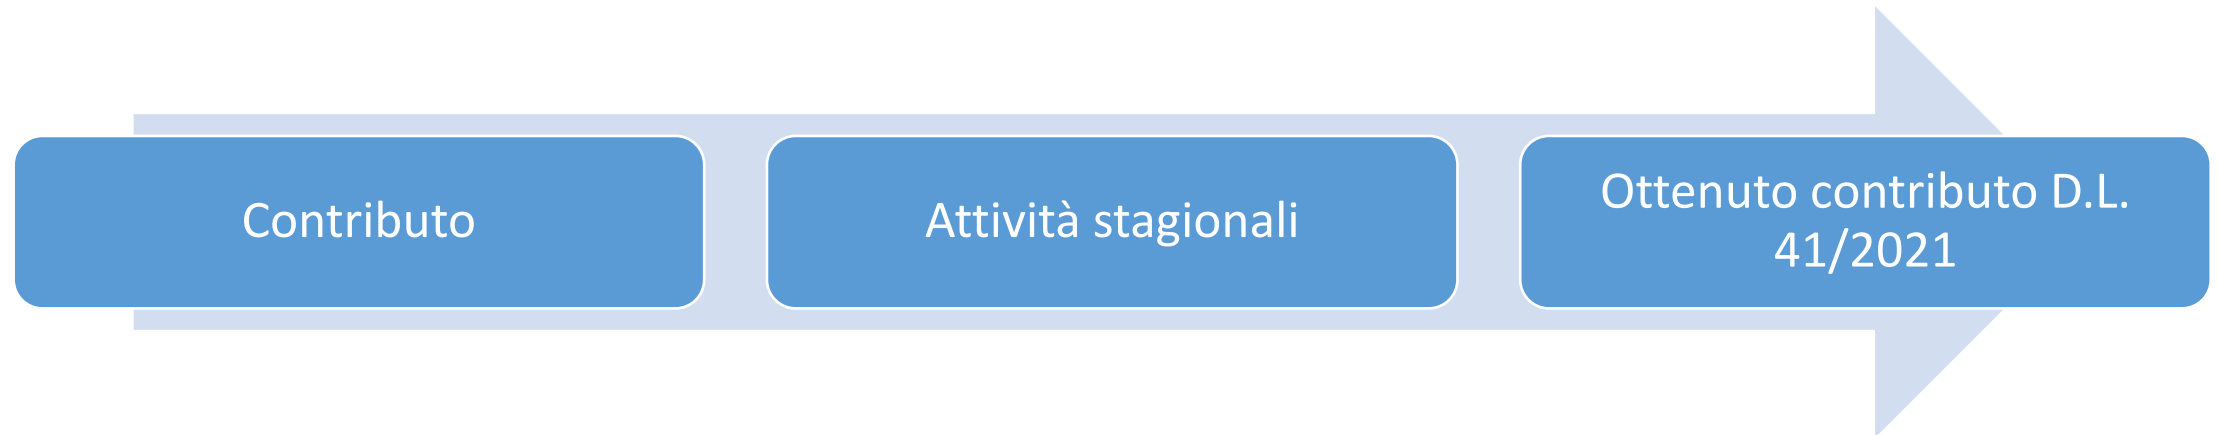 Contributo
Attività stagionali
Ottenuto contributo D.L.
41/2021